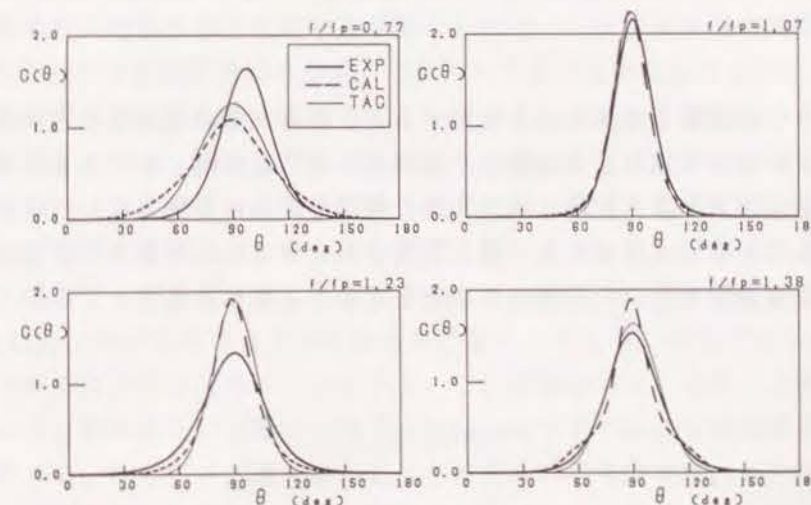 f/fp=0.77
2.0
G(θ)
1.0
0.0
EXP
CAL
TAG
0 30 60 90 120 150 180
θ (deg)
f/fp=1.07
2.0
G(θ)
1.0
0.0
0 30 60 90 120 150 18
θ (deg)
f/fp=1.23
2.0
G(θ)
1.0
0.0
0 30 60 90 120 150 180
θ (deg)
f/fp=1.38
2.0
G(θ)
1.0
0.0
0 30 60 90 120 150 18
θ (deg)